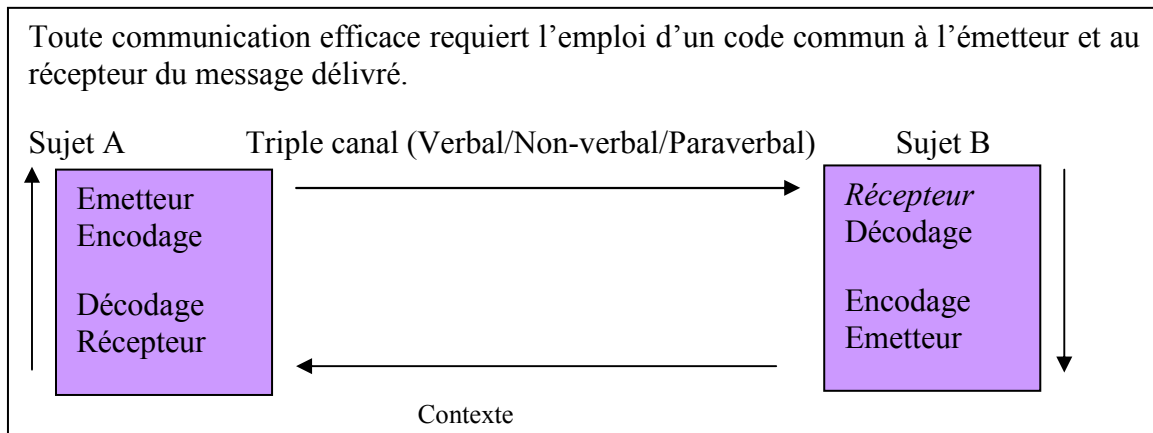 Toute communication efficace requiert l’emploi d’un code commun à l’émetteur et au
récepteur du message délivré.
Sujet A Triple canal (Verbal/Non-verbal/Paraverbal) Sujet B
Emetteur
Encodage
Décodage
Récepteur
Récepteur
Décodage
Encodage
Emetteur
Contexte